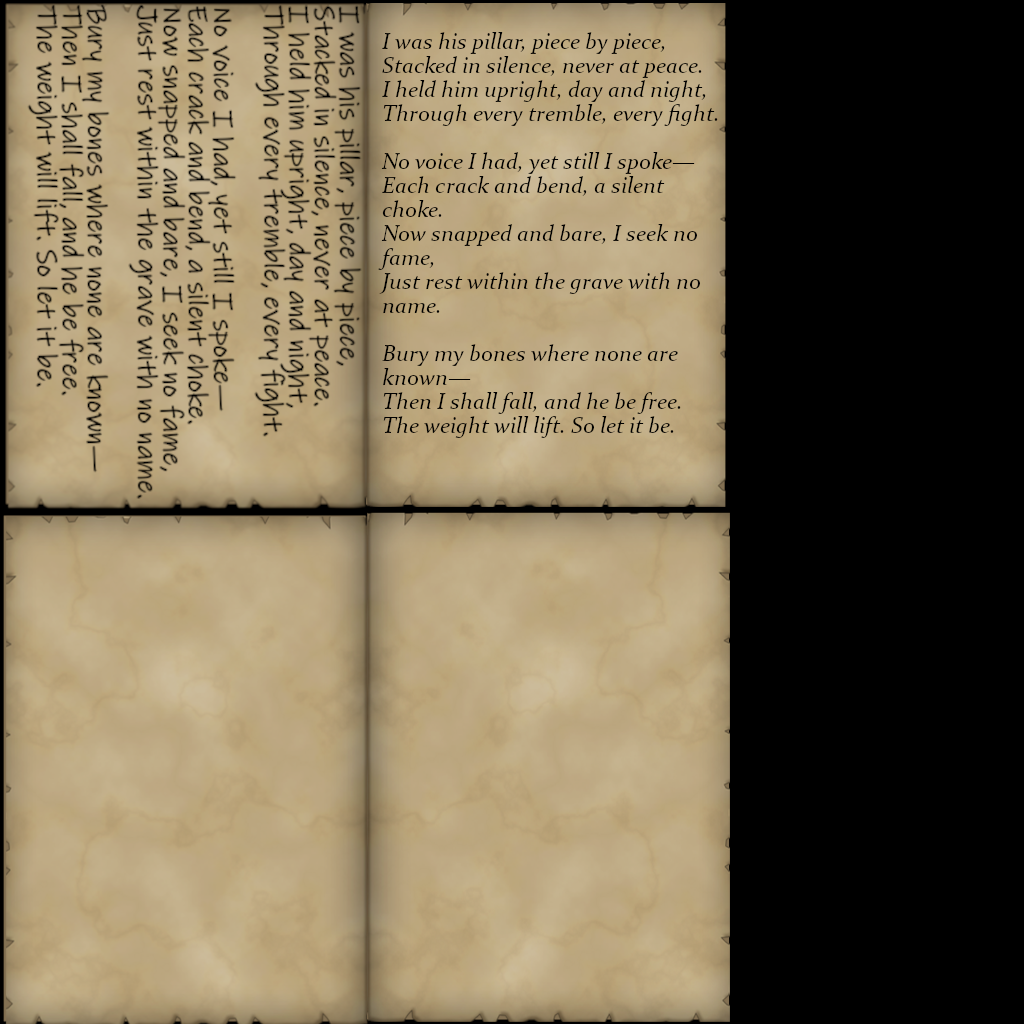 I was his pillar, piece by piece,
Stacked in silence, never at peace.
I held him upright, day and night,
Through every tremble, every fight.
No voice I had, yet still I spoke—
Each crack and bend, a silent choke.
Now snapped and bare, I seek no fame,
Just rest within the grave with no name.
Bury my bones where none are known—
Then I shall fall, and he be free.
The weight will lift. So let it be.
I was his pillar, piece by piece,
Stacked in silence, never at peace.
I held him upright, day and night,
Through every tremble, every fight.
No voice I had, yet still I spoke—
Each crack and bend, a silent
choke.
Now snapped and bare, I seek no
fame,
Just rest within the grave with no
name.
Bury my bones where none are
known—
Then I shall fall, and he be free.
The weight will lift. So let it be.